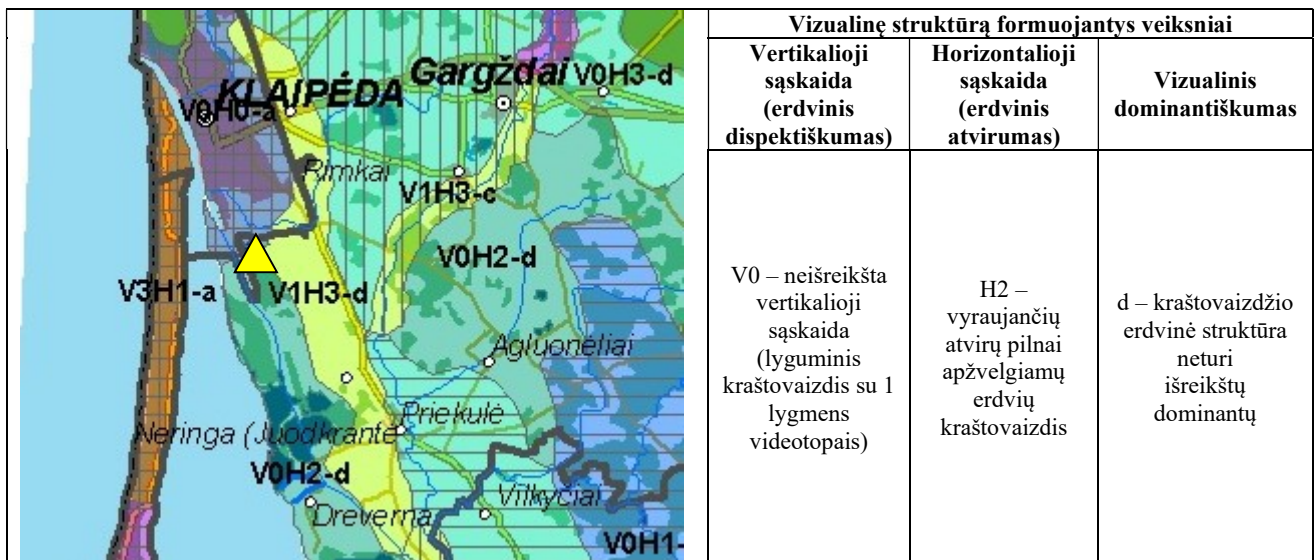 KLAIPĖDA
Gargždai
V0H3-d
V0H0-a
Rimkai
V1H3-c
V0H2-d
V3H1-a
V1H3-d
Agluonėliai
Priekulė
Neringa (Juodkrantė
V0H2-d
Vilkyčiai
Dreverna
V0H1-
Vizualinę struktūrą formuojantys veiksniai
Vertikalioji
sąskaida
(erdvinis
dispektiškumas)
Horizontalioji
sąskaida
(erdvinis
atvirumas)
Vizualinis
dominantiškumas
V0 – neišreikšta
vertikalioji
sąskaida
(lyguminis
kraštovaizdis su 1
lygmens
videotopais)
H2 –
vyraujančių
atvirų pilnai
apžvelgiamų
erdvių
kraštovaizdis
d – kraštovaizdžio
erdvinė struktūra
neturi
išreikštų
dominantų